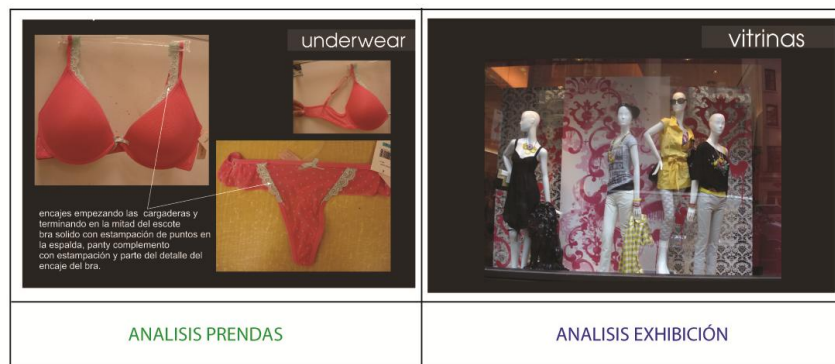 underwear
encajes empezando las cargaderas y
terminando en la mitad del escote
bra solido con estampación de puntos en
la espalda, panty complemento
con estampación y parte del detalle del
encaje del bra.
vitrinas
ANALISIS PRENDAS
ANALISIS EXHIBICIÓN